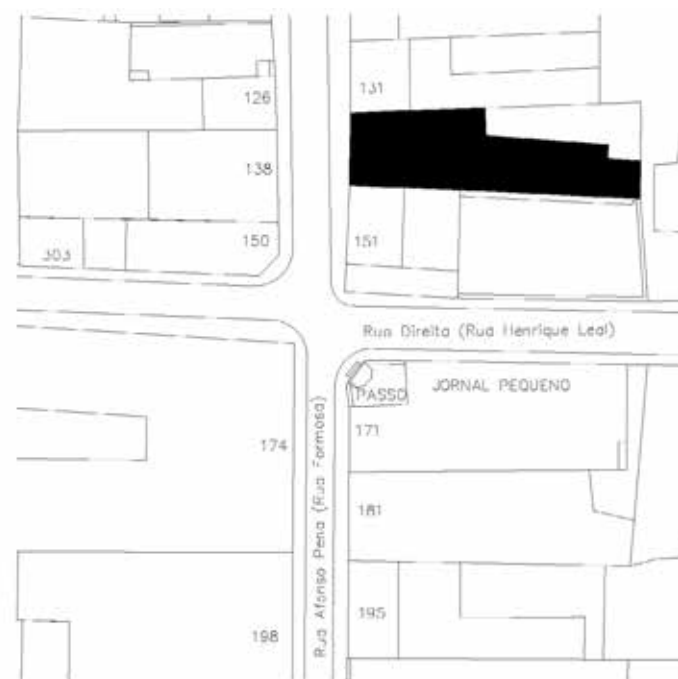 126
131
138
150
151
303
Rua Direita (Rua Henrique Leal)
PASSO
JORNAL PEQUENO
171
174
Rua Afonso Pena (Rua Formosa)
181
195
198